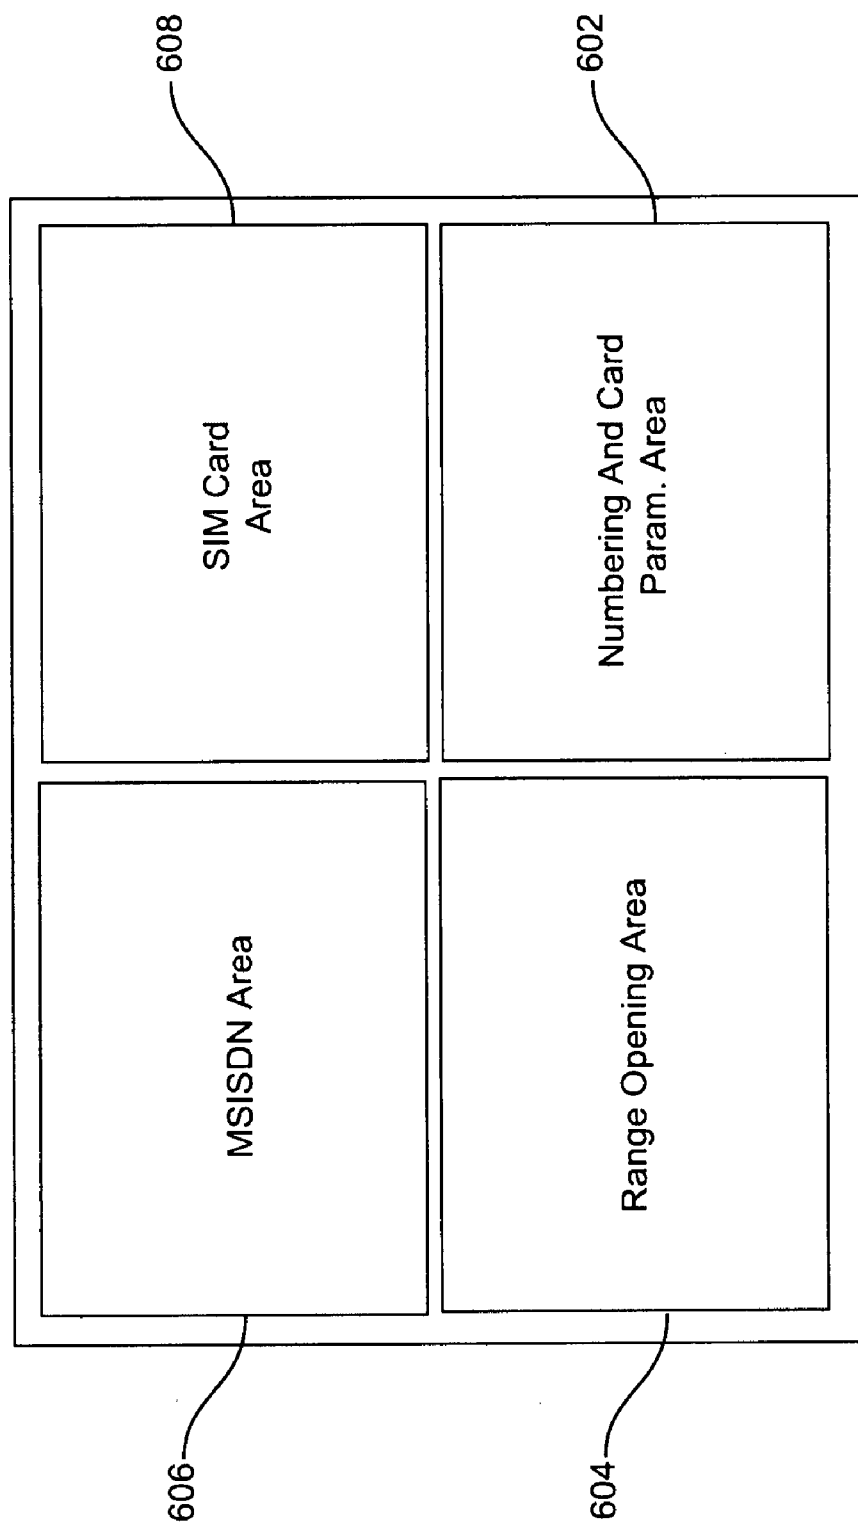 606
MSISDN Area
SIM Card
Area
608
604
Range Opening Area
Numbering And Card
Param. Area
602